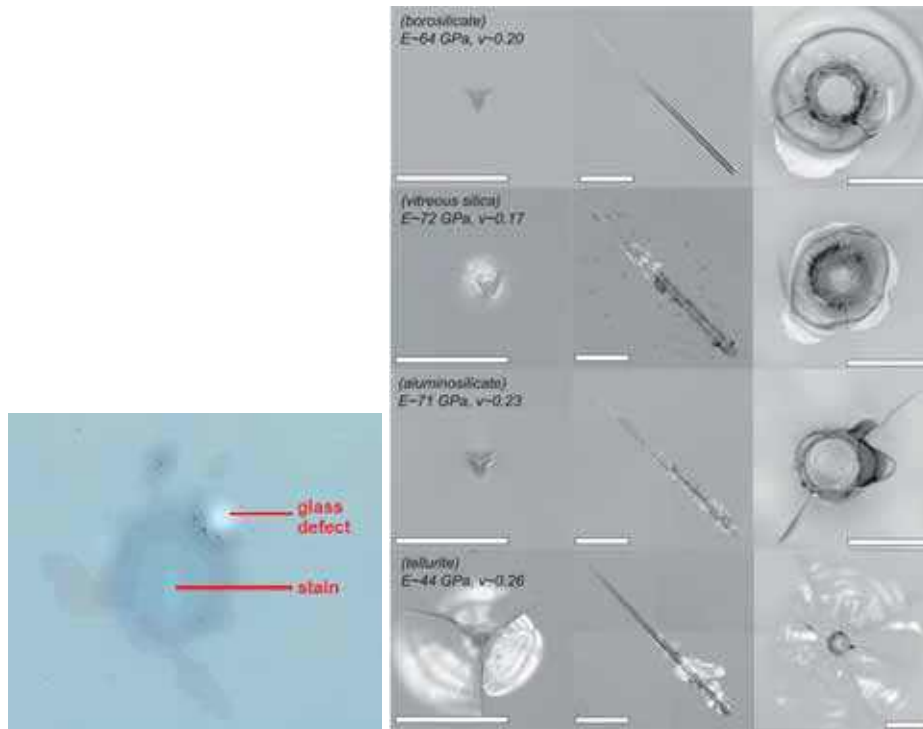 (borosilicate)
E~64 GPa, ν~0.20
(vitreous silica)
E~72 GPa, ν~0.17
(aluminosilicate)
E~71 GPa, ν~0.23
(tellurite)
E~44 GPa, ν~0.26
glass
defect
stain